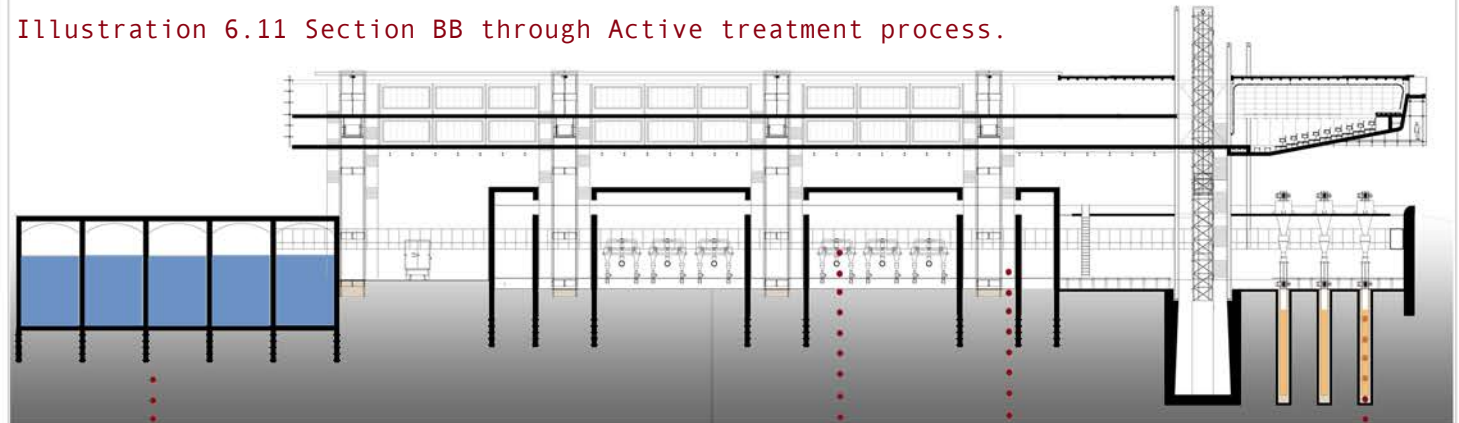 Illustration 6.11 Section BB through Active treatment process.